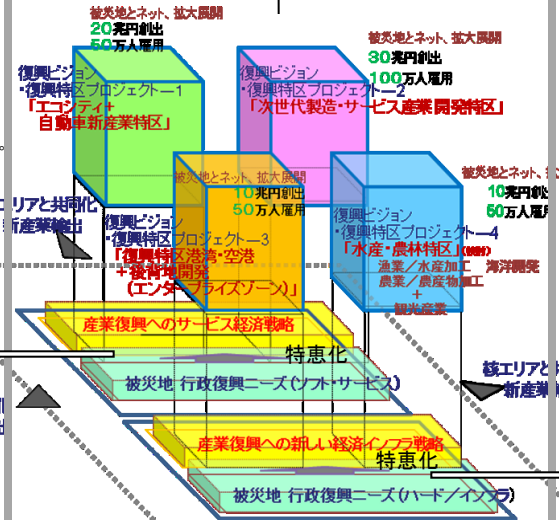 被災地とネット、拡大展開
20兆円創出
50万人雇用
復興ビジョン
・復興特区プロジェクト－1
「エコシティ＋
自動車新産業特区」
被災地とネット、拡大展開
30兆円創出
100万人雇用
復興ビジョン
・復興特区プロジェクト－2
「次世代製造・サービス産業開発特区」
被災地とネット、拡大展開
10兆円創出
50万人雇用
復興ビジョン
・復興特区プロジェクト－3
「復興特区港湾・空港
＋後背地開発
（エンタープライズゾーン）」
被災地とネット、拡
10兆円創出
50万人雇用
復興ビジョン
・復興特区プロジェクト－4
「水産・農林特区」
漁業／水産加工 海洋開発
農業／農産物加工
＋
観光産業
エリアと共同化
新産業輸出
産業復興へのサービス経済戦略
特恵化
被災地 行政復興ニーズ（ソフト・サービス）
核エリアと
新産業
産業復興への新しい経済インフラ戦略
特恵化
被災地 行政復興ニーズ（ハード／インフラ）